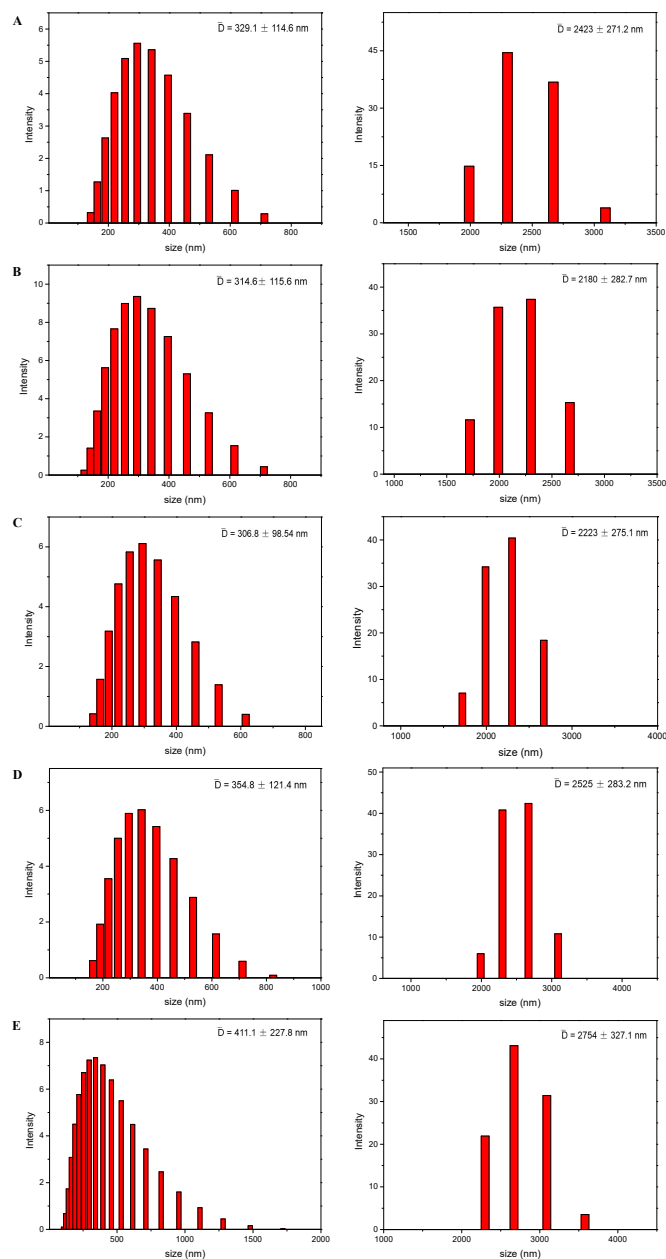 A
D̄ = 329.1 ± 114.6 nm
Intensity
6
5
4
3
2
1
0
200 400 600 800
size (nm)
D̄ = 2423 ± 271.2 nm
Intensity
45
30
15
0
1500 2000 2500 3000 3500
size (nm)
B
D̄ = 314.6 ± 115.6 nm
Intensity
10
8
6
4
2
0
200 400 600 800
size (nm)
D̄ = 2180 ± 282.7 nm
Intensity
40
30
20
10
0
1000 1500 2000 2500 3000 3500
size (nm)
C
D̄ = 306.8 ± 98.54 nm
Intensity
6
4
2
0
200 400 600 800
size (nm)
D̄ = 2223 ± 275.1 nm
Intensity
40
30
20
10
0
1000 2000 3000 4000
size (nm)
D
D̄ = 354.8 ± 121.4 nm
Intensity
6
4
2
0
200 400 600 800 1000
size (nm)
D̄ = 2525 ± 283.2 nm
Intensity
50
40
30
20
10
0
1000 2000 3000 4000
size (nm)
E
D̄ = 411.1 ± 227.8 nm
Intensity
8
6
4
2
0
500 1000 1500 2000
size (nm)
D̄ = 2754 ± 327.1 nm
Intensity
40
30
20
10
0
1000 2000 3000 4000
size (nm)